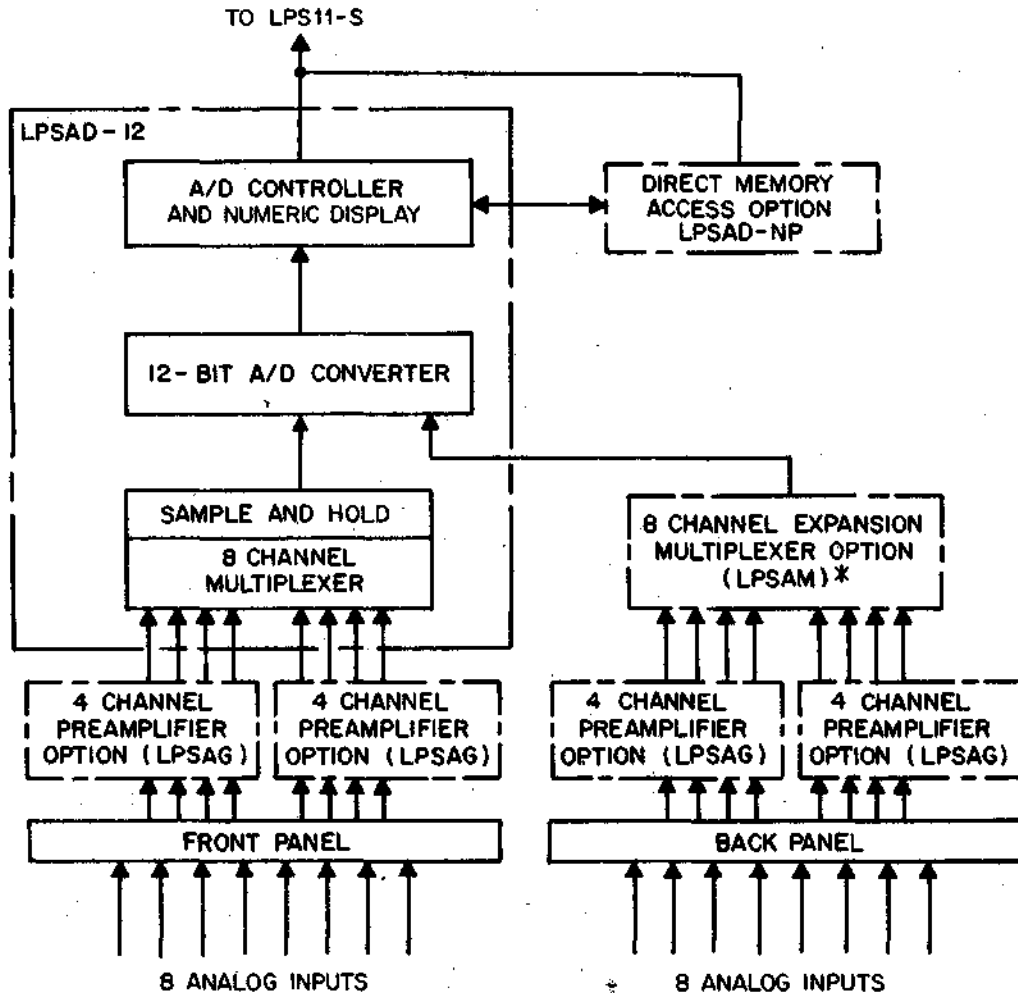 TO LPS11-S
LPSAD-12
A/D CONTROLLER
AND NUMERIC DISPLAY
DIRECT MEMORY
ACCESS OPTION
LPSAD-NP
12-BIT A/D CONVERTER
SAMPLE AND HOLD
8 CHANNEL
MULTIPLEXER
8 CHANNEL EXPANSION
MULTIPLEXER OPTION
(LPSAM)*
4 CHANNEL
PREAMPLIFIER
OPTION (LPSAG)
4 CHANNEL
PREAMPLIFIER
OPTION (LPSAG)
4 CHANNEL
PREAMPLIFIER
OPTION (LPSAG)
4 CHANNEL
PREAMPLIFIER
OPTION (LPSAG)
FRONT PANEL
BACK PANEL
8 ANALOG INPUTS
8 ANALOG INPUTS